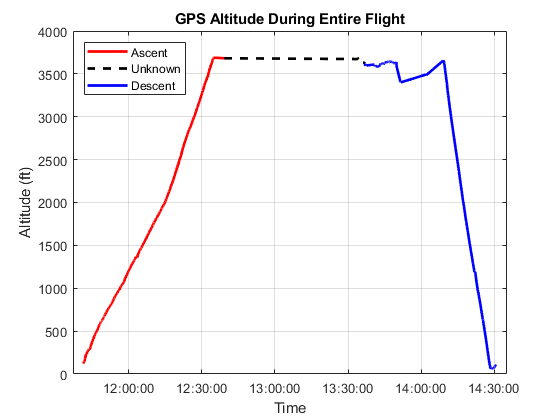 GPS Altitude During Entire Flight
Ascent
Unknown
Descent
Altitude (ft)
4000
3500
3000
2500
2000
1500
1000
500
0
12:00:00 12:30:00 13:00:00 13:30:00 14:00:00 14:30:00
Time